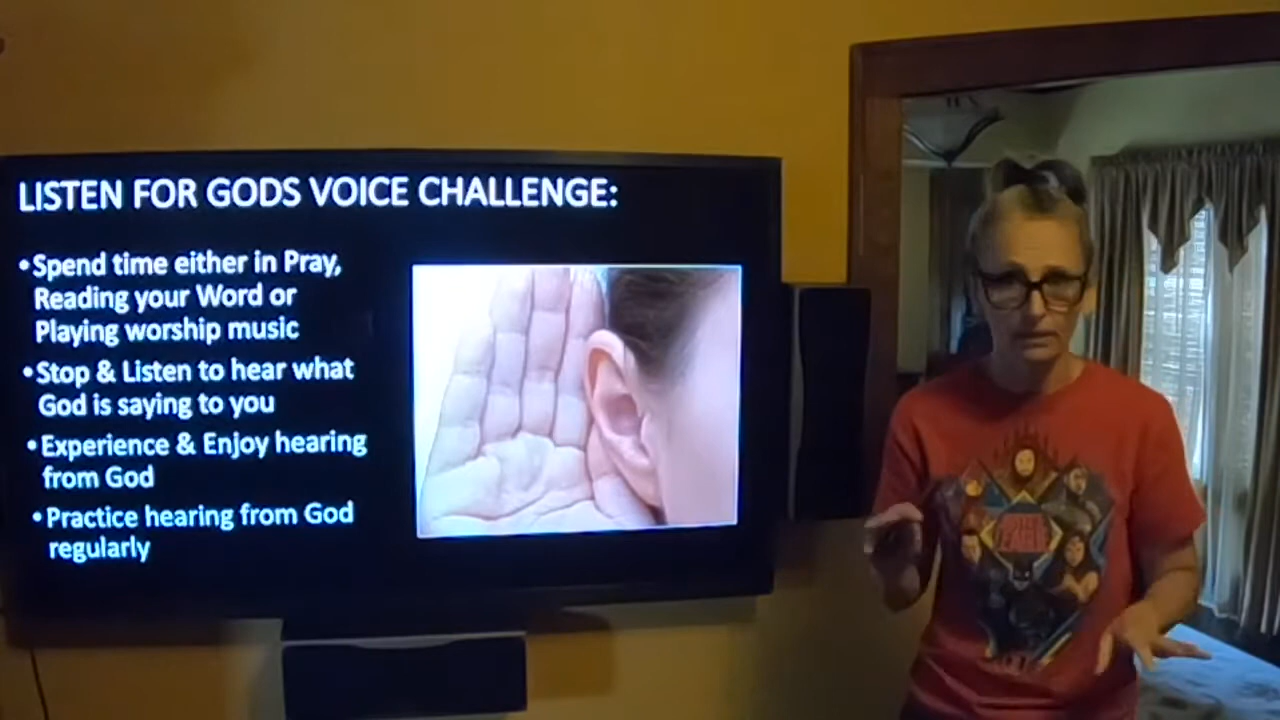 LISTEN FOR GODS VOICE CHALLENGE:
•Spend time either in Pray,
Reading your Word or
Playing worship music
•Stop & Listen to hear what
God is saying to you
•Experience & Enjoy hearing
from God
•Practice hearing from God
regularly
LEAGUE